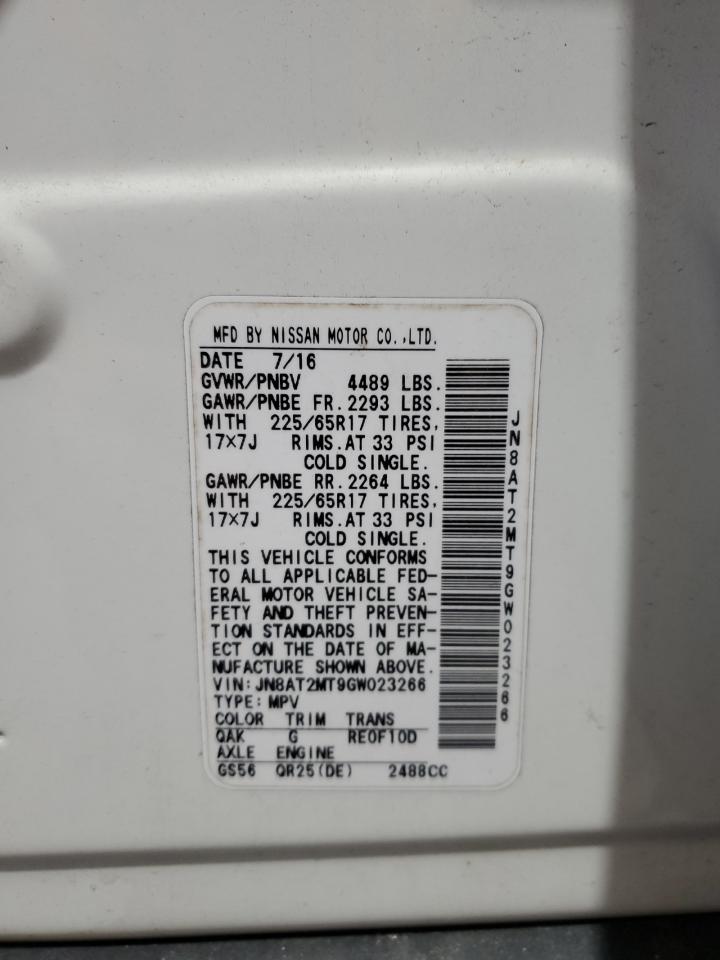 MFD BY NISSAN MOTOR CO.,LTD.
DATE 7/16
GVWR/PNBV 4489 LBS.
GAWR/PNBE FR. 2293 LBS.
WITH 225/65R17 TIRES,
17×7J RIMS. AT 33 PSI
COLD SINGLE.
GAWR/PNBE RR. 2264 LBS.
WITH 225/65R17 TIRES,
17×7J RIMS. AT 33 PSI
COLD SINGLE.
THIS VEHICLE CONFORMS
TO ALL APPLICABLE FED-
ERAL MOTOR VEHICLE SA-
FETY AND THEFT PREVEN-
TION STANDARDS IN EFF-
ECT ON THE DATE OF MA-
NUFACTURE SHOWN ABOVE.
VIN: JN8AT2MT9GW023266
TYPE: MPV
COLOR TRIM TRANS
QAK G RE0F10D
AXLE ENGINE
GS56 QR25(DE) 2488CC
JN8AT2MT9GW023266